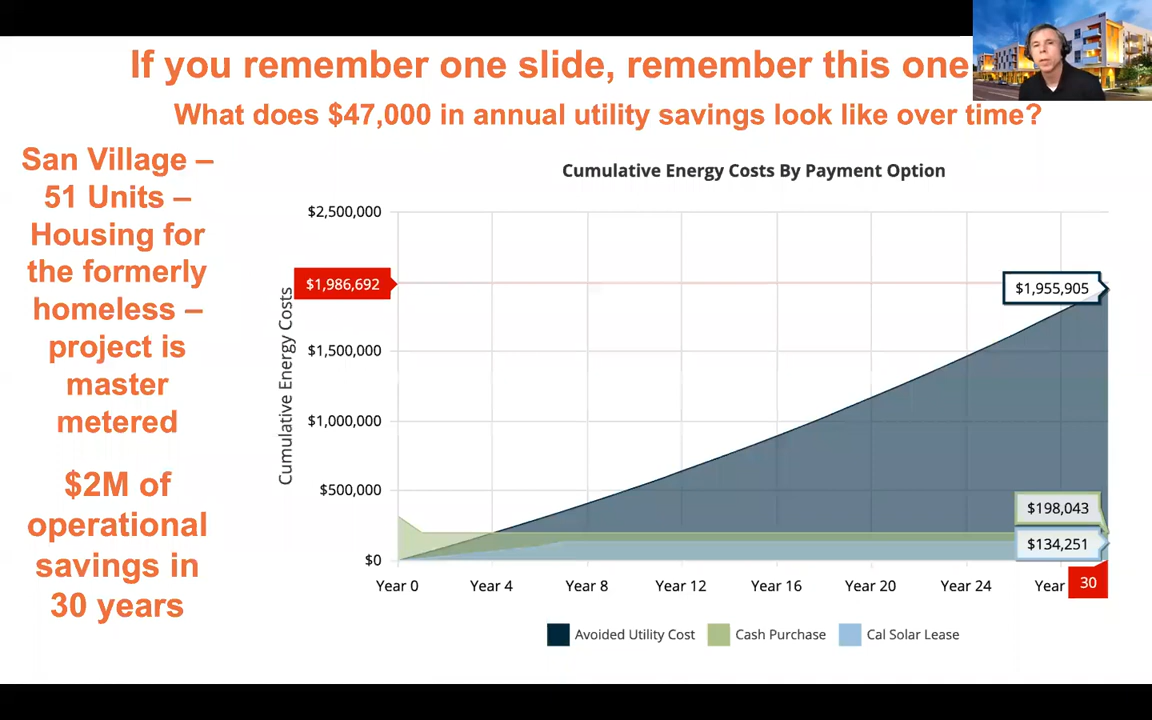 If you remember one slide, remember this one
What does $47,000 in annual utility savings look like over time?
San Village –
51 Units –
Housing for
the formerly
homeless –
project is
master
metered
$2M of
operational
savings in
30 years
Cumulative Energy Costs By Payment Option
Cumulative Energy Costs
$2,500,000
$1,986,692
$1,500,000
$1,000,000
$500,000
$0
$1,955,905
$198,043
$134,251
Year 0 Year 4 Year 8 Year 12 Year 16 Year 20 Year 24 Year 30
Avoided Utility Cost Cash Purchase Cal Solar Lease